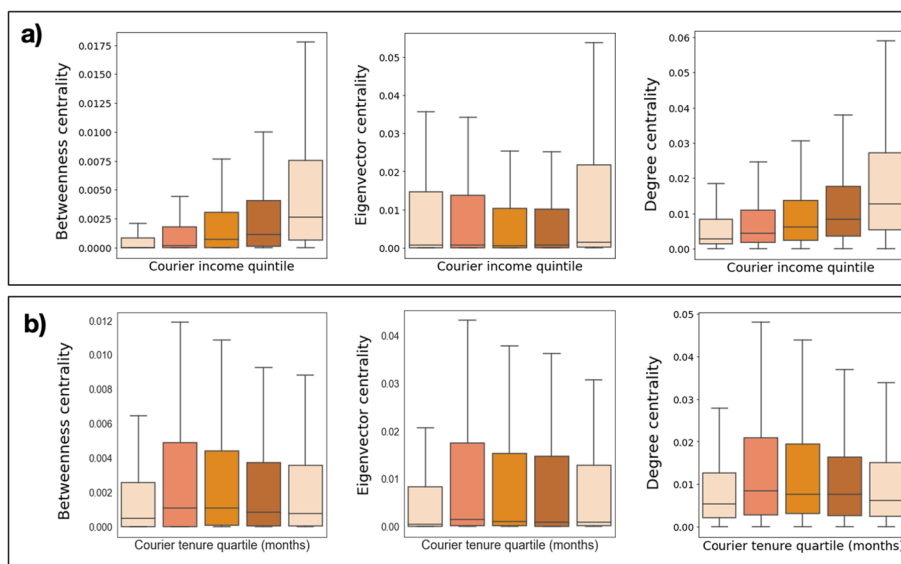 a)
Betweenness centrality
0.0175
0.0150
0.0125
0.0100
0.0075
0.0050
0.0025
0.0000
Courier income quintile
Eigenvector centrality
0.05
0.04
0.03
0.02
0.01
0.00
Courier income quintile
Degree centrality
0.06
0.05
0.04
0.03
0.02
0.01
0.00
Courier income quintile
b)
Betweenness centrality
0.012
0.010
0.008
0.006
0.004
0.002
0.000
Courier tenure quartile (months)
Eigenvector centrality
0.04
0.03
0.02
0.01
0.00
Courier tenure quartile (months)
Degree centrality
0.05
0.04
0.03
0.02
0.01
0.00
Courier tenure quartile (months)